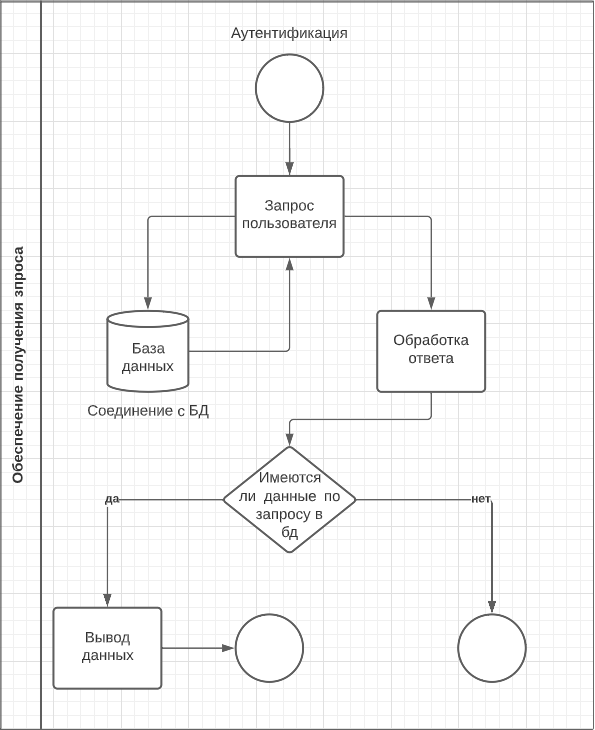 Обеспечение получения зпроса
Аутентификация
Запрос
пользователя
База
данных
Соединение с БД
Обработка
ответа
Имеются
ли данные по
запросу в
бд
да
нет
Вывод
данных